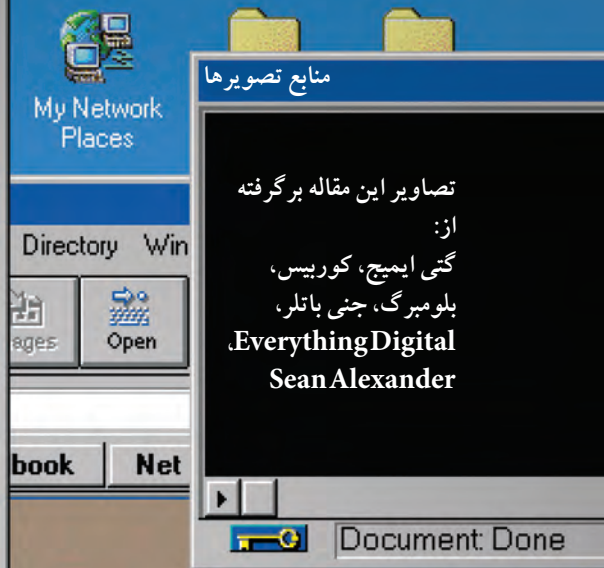 My Network
Places
منابع تصویرها
تصاویر این مقاله برگرفته
از:
گتی ایمیج، کوربیس،
بلومبرگ، جنی باتلر،
Everything Digital،
Sean Alexander
Directory Win
ages Open
book Net
Document: Done